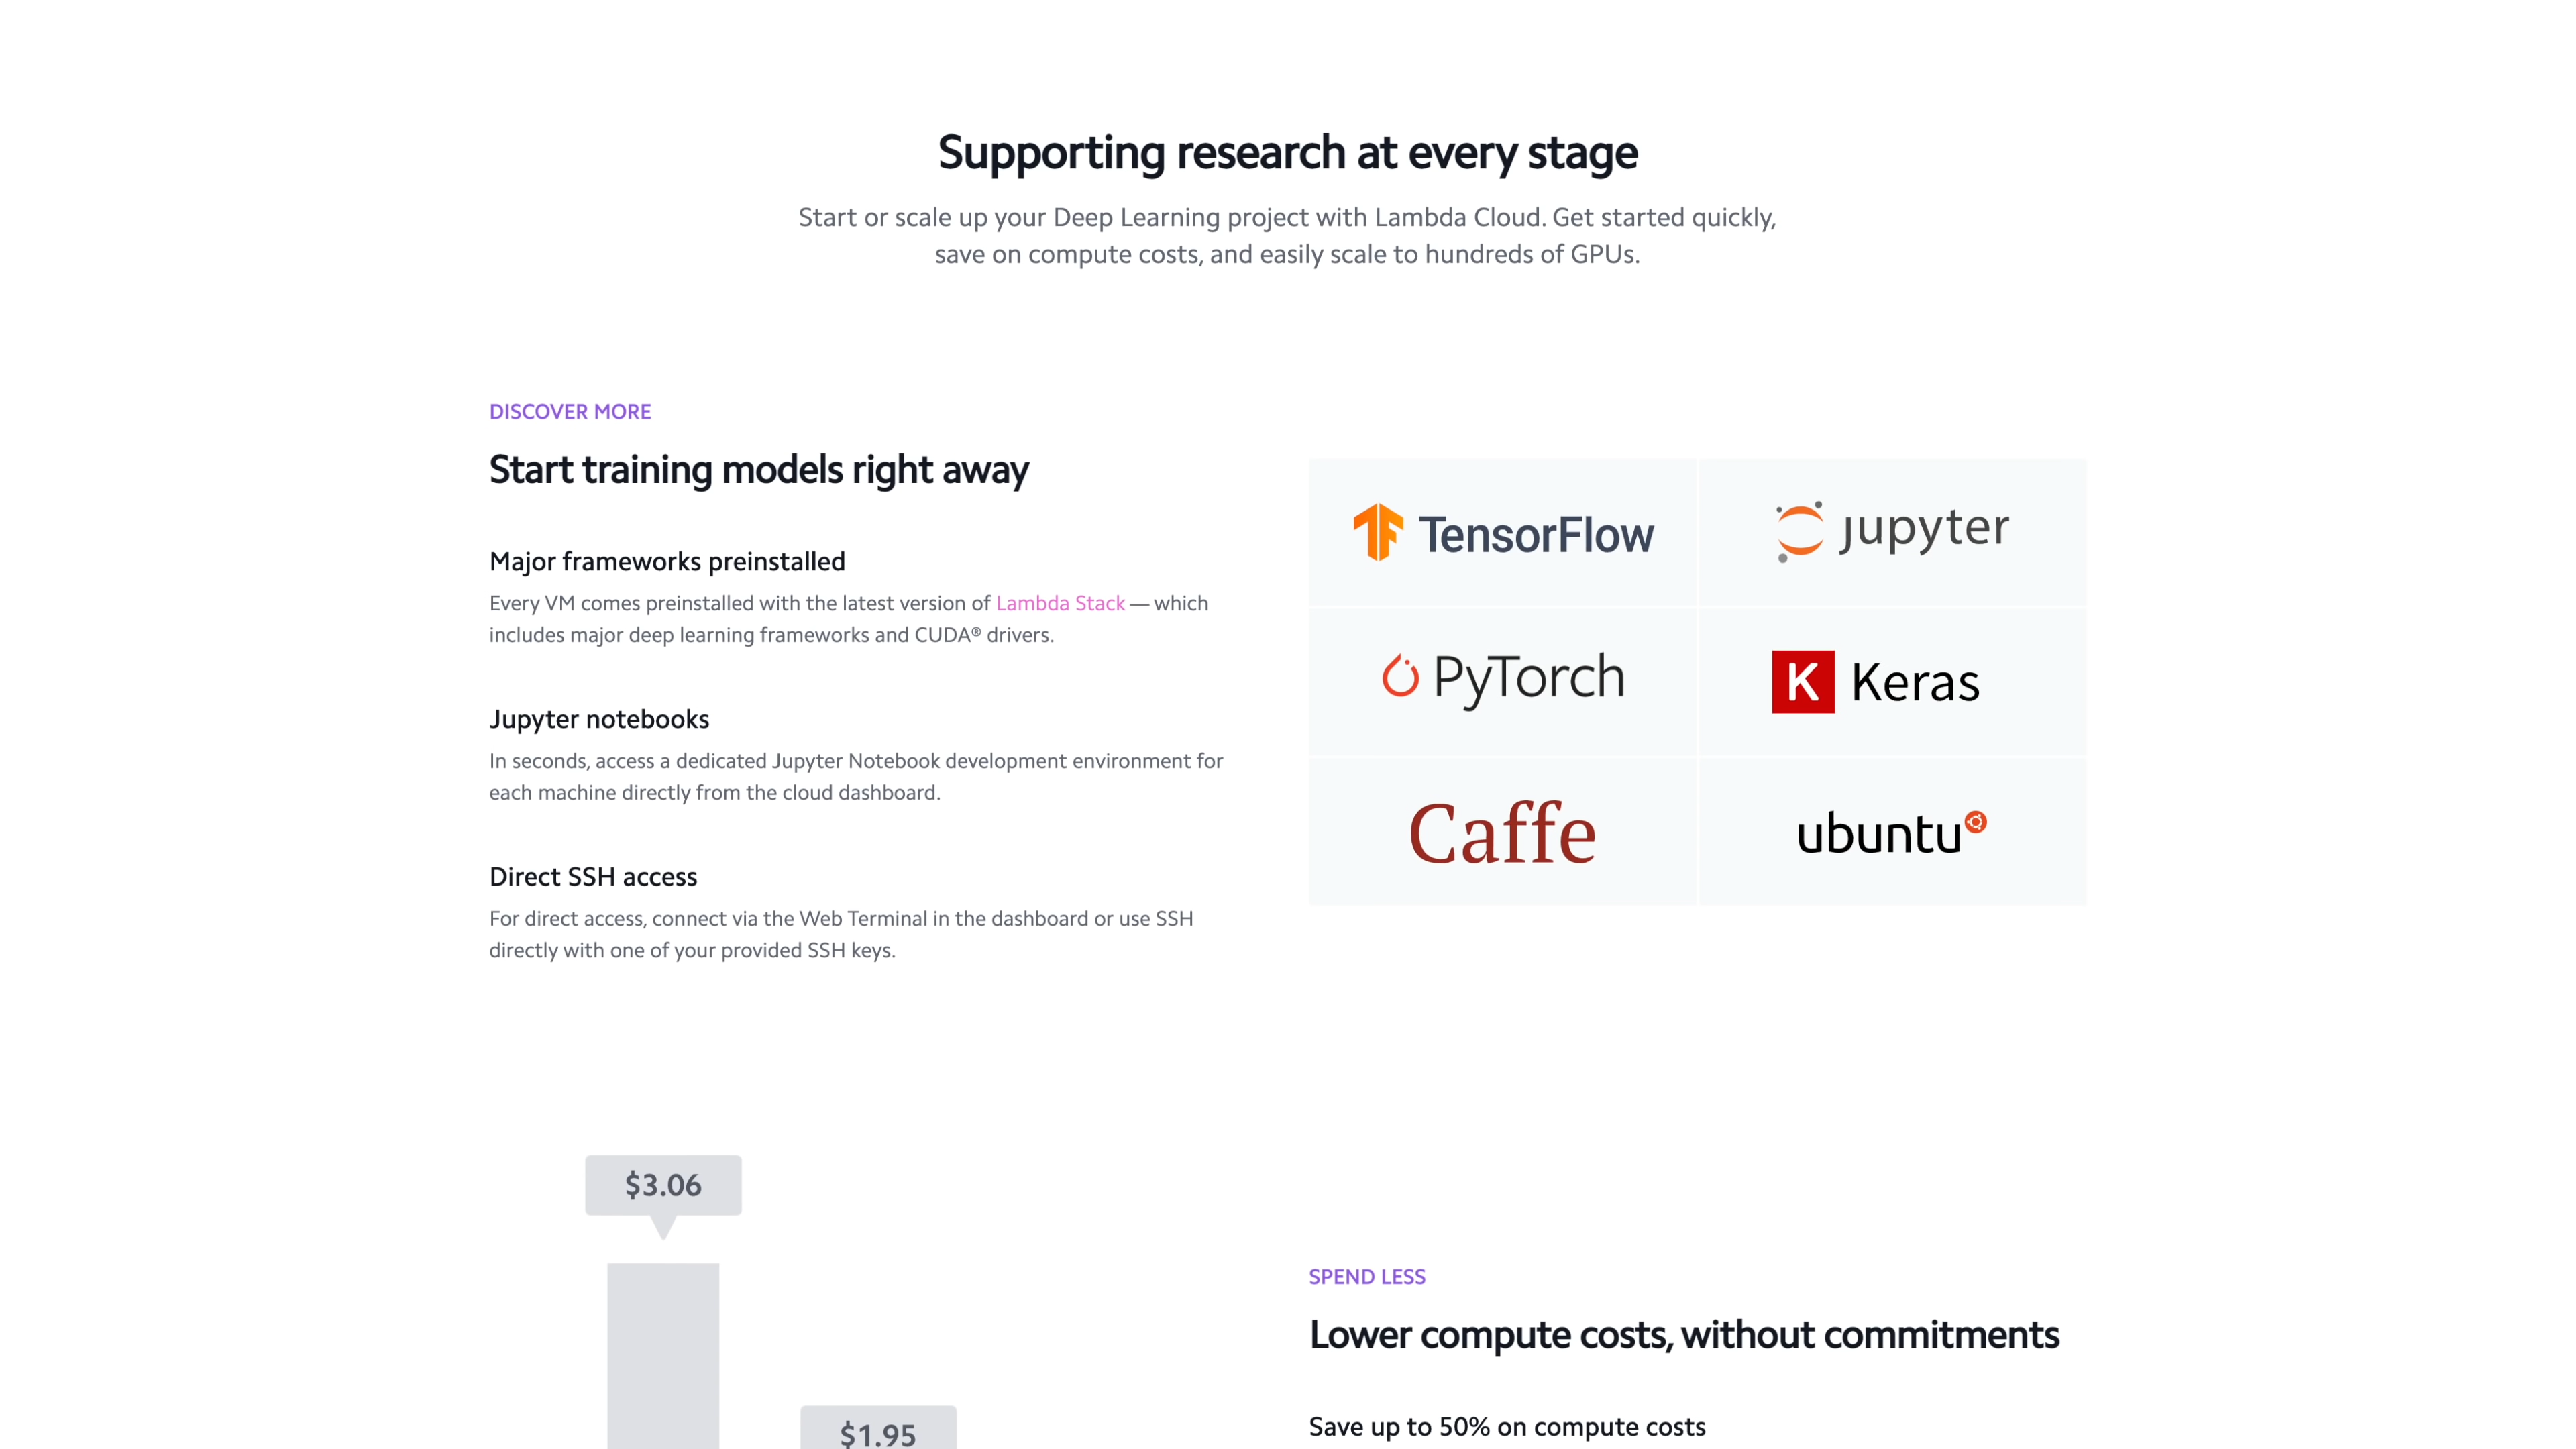 Supporting research at every stage
Start or scale up your Deep Learning project with Lambda Cloud. Get started quickly,
save on compute costs, and easily scale to hundreds of GPUs.
DISCOVER MORE
Start training models right away
Major frameworks preinstalled
Every VM comes preinstalled with the latest version of Lambda Stack — which
includes major deep learning frameworks and CUDA® drivers.
Jupyter notebooks
In seconds, access a dedicated Jupyter Notebook development environment for
each machine directly from the cloud dashboard.
Direct SSH access
For direct access, connect via the Web Terminal in the dashboard or use SSH
directly with one of your provided SSH keys.
TensorFlow
jupyter
PyTorch
K Keras
Caffe
ubuntu
$3.06
$1.95
SPEND LESS
Lower compute costs, without commitments
Save up to 50% on compute costs